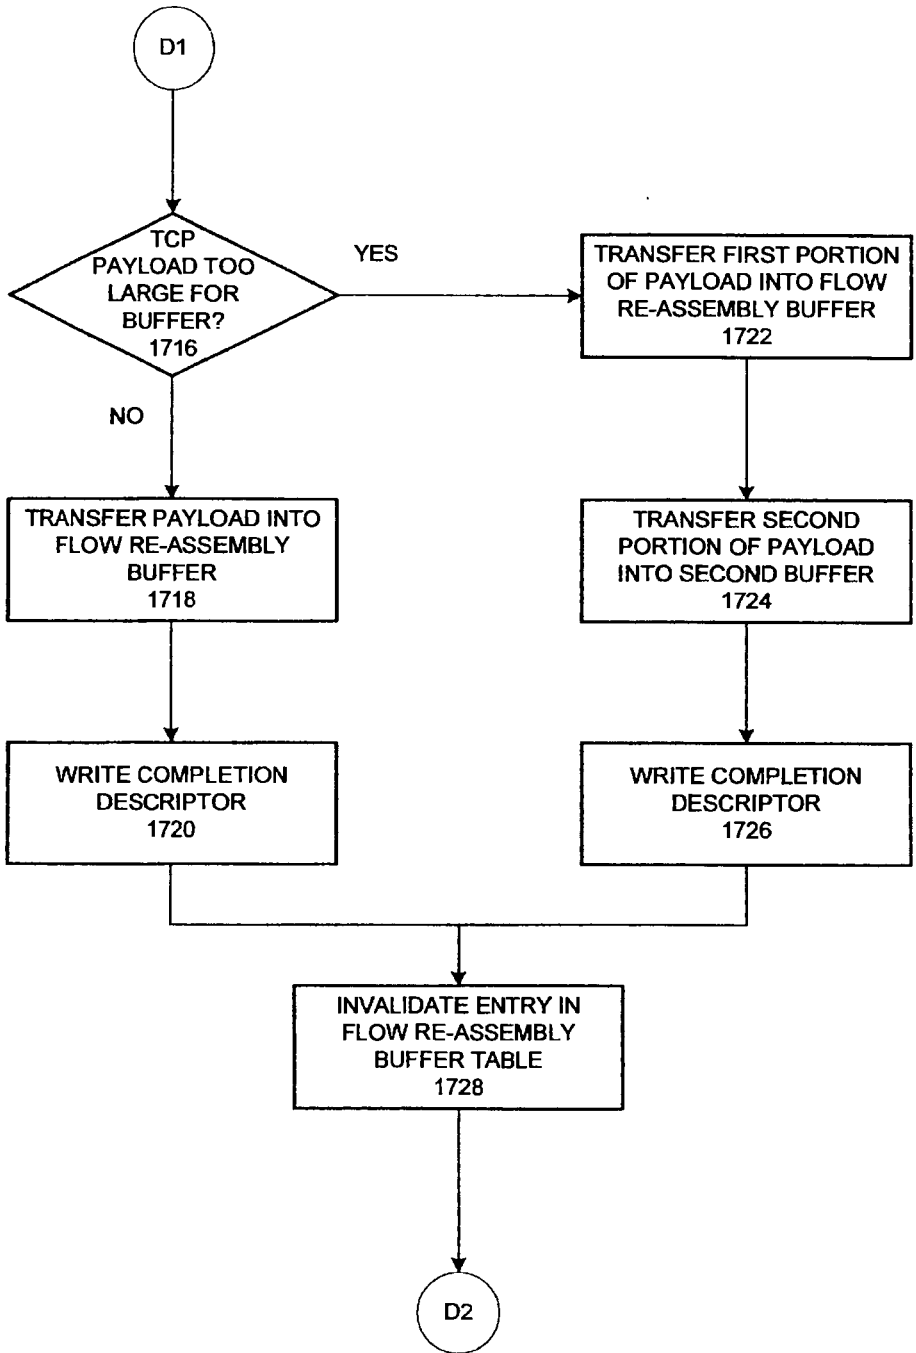 D1
TCP
PAYLOAD TOO
LARGE FOR
BUFFER?
1716
YES
NO
TRANSFER FIRST PORTION
OF PAYLOAD INTO FLOW
RE-ASSEMBLY BUFFER
1722
TRANSFER PAYLOAD INTO
FLOW RE-ASSEMBLY
BUFFER
1718
TRANSFER SECOND
PORTION OF PAYLOAD
INTO SECOND BUFFER
1724
WRITE COMPLETION
DESCRIPTOR
1720
WRITE COMPLETION
DESCRIPTOR
1726
INVALIDATE ENTRY IN
FLOW RE-ASSEMBLY
BUFFER TABLE
1728
D2